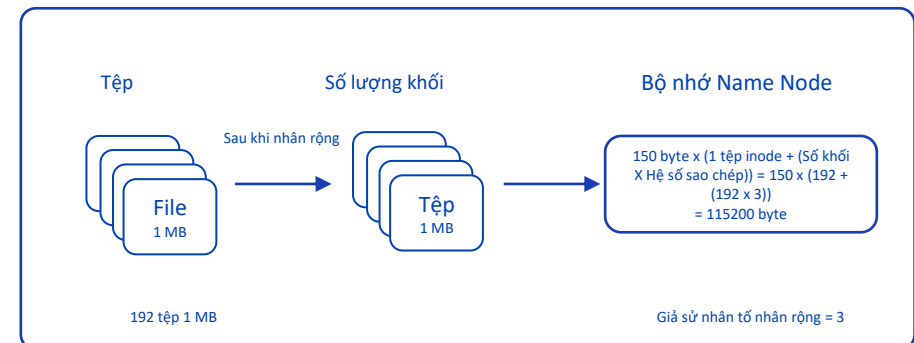 Tệp
Số lượng khối
Bộ nhớ Name Node
Sau khi nhân rộng
File
1 MB
Tệp
1 MB
150 byte x (1 tệp inode + (Số khối
X Hệ số sao chép)) = 150 x (192 +
(192 x 3))
= 115200 byte
192 tệp 1 MB
Giả sử nhân tố nhân rộng = 3